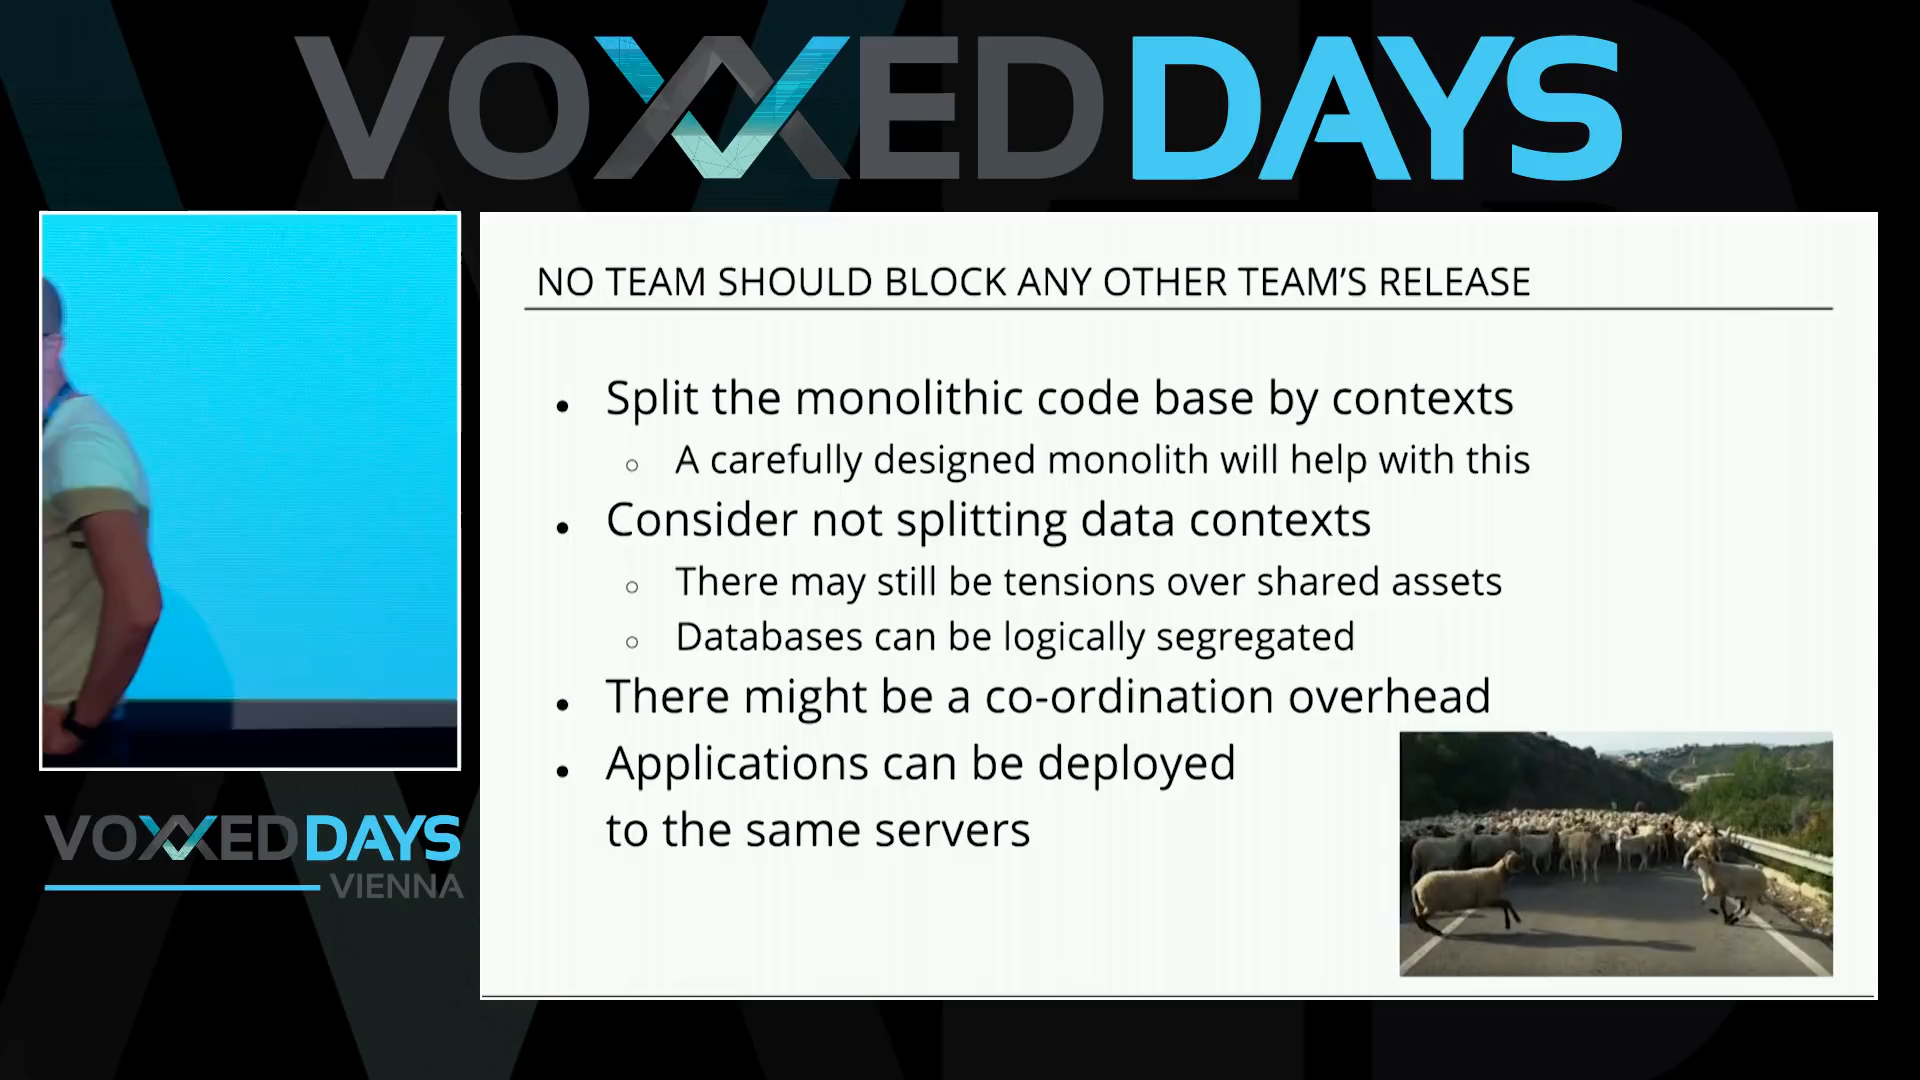 VOXXED DAYS
NO TEAM SHOULD BLOCK ANY OTHER TEAM’S RELEASE
• Split the monolithic code base by contexts
○ A carefully designed monolith will help with this
• Consider not splitting data contexts
○ There may still be tensions over shared assets
○ Databases can be logically segregated
• There might be a co-ordination overhead
• Applications can be deployed
to the same servers
VOXXED DAYS
VIENNA